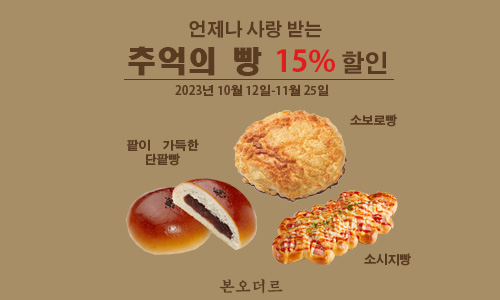 언제나 사랑 받는
추억의 빵 15% 할인
2023년 10월 12일-11월 25일
소보로빵
팥이 가득한
단팥빵
소시지빵
본오더르